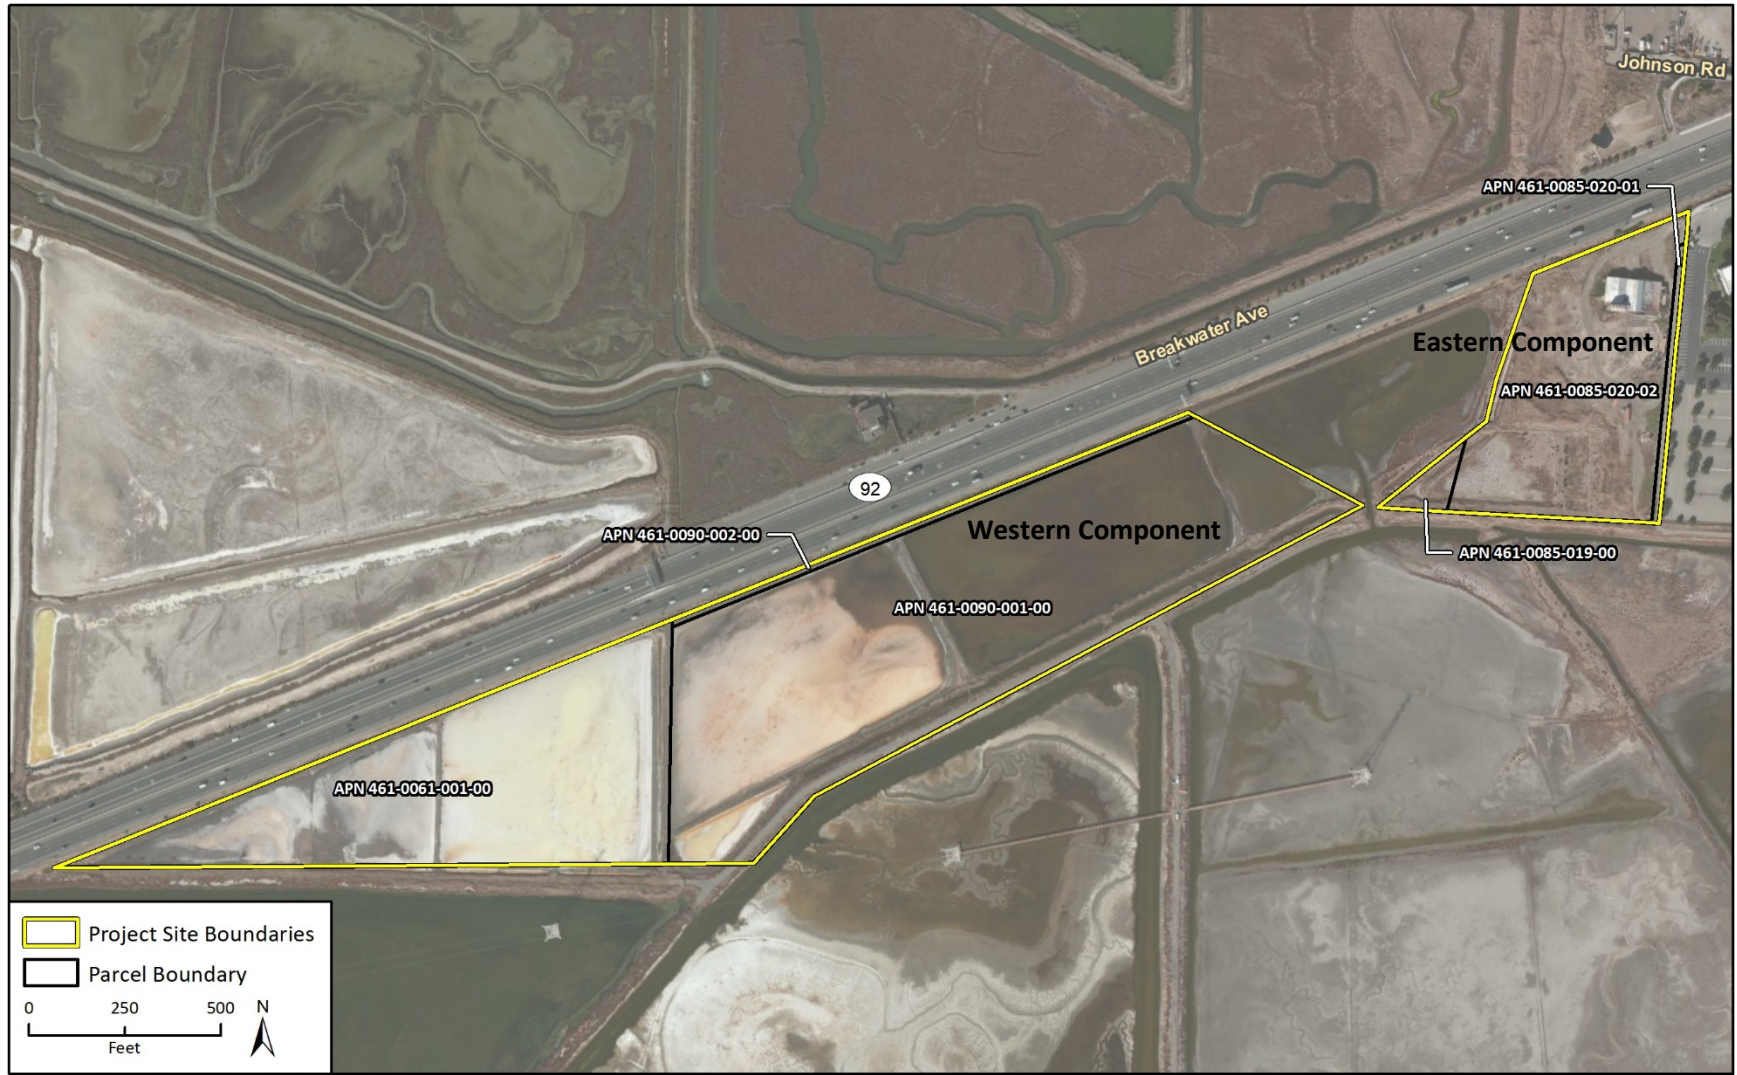 Johnson Rd
APN 461-0085-020-01
Breakwater Ave
Eastern Component
APN 461-0085-020-02
92
Western Component
APN 461-0090-002-00
APN 461-0085-019-00
APN 461-0090-001-00
APN 461-0061-001-00
Project Site Boundaries
Parcel Boundary
0 250 500
Feet
N